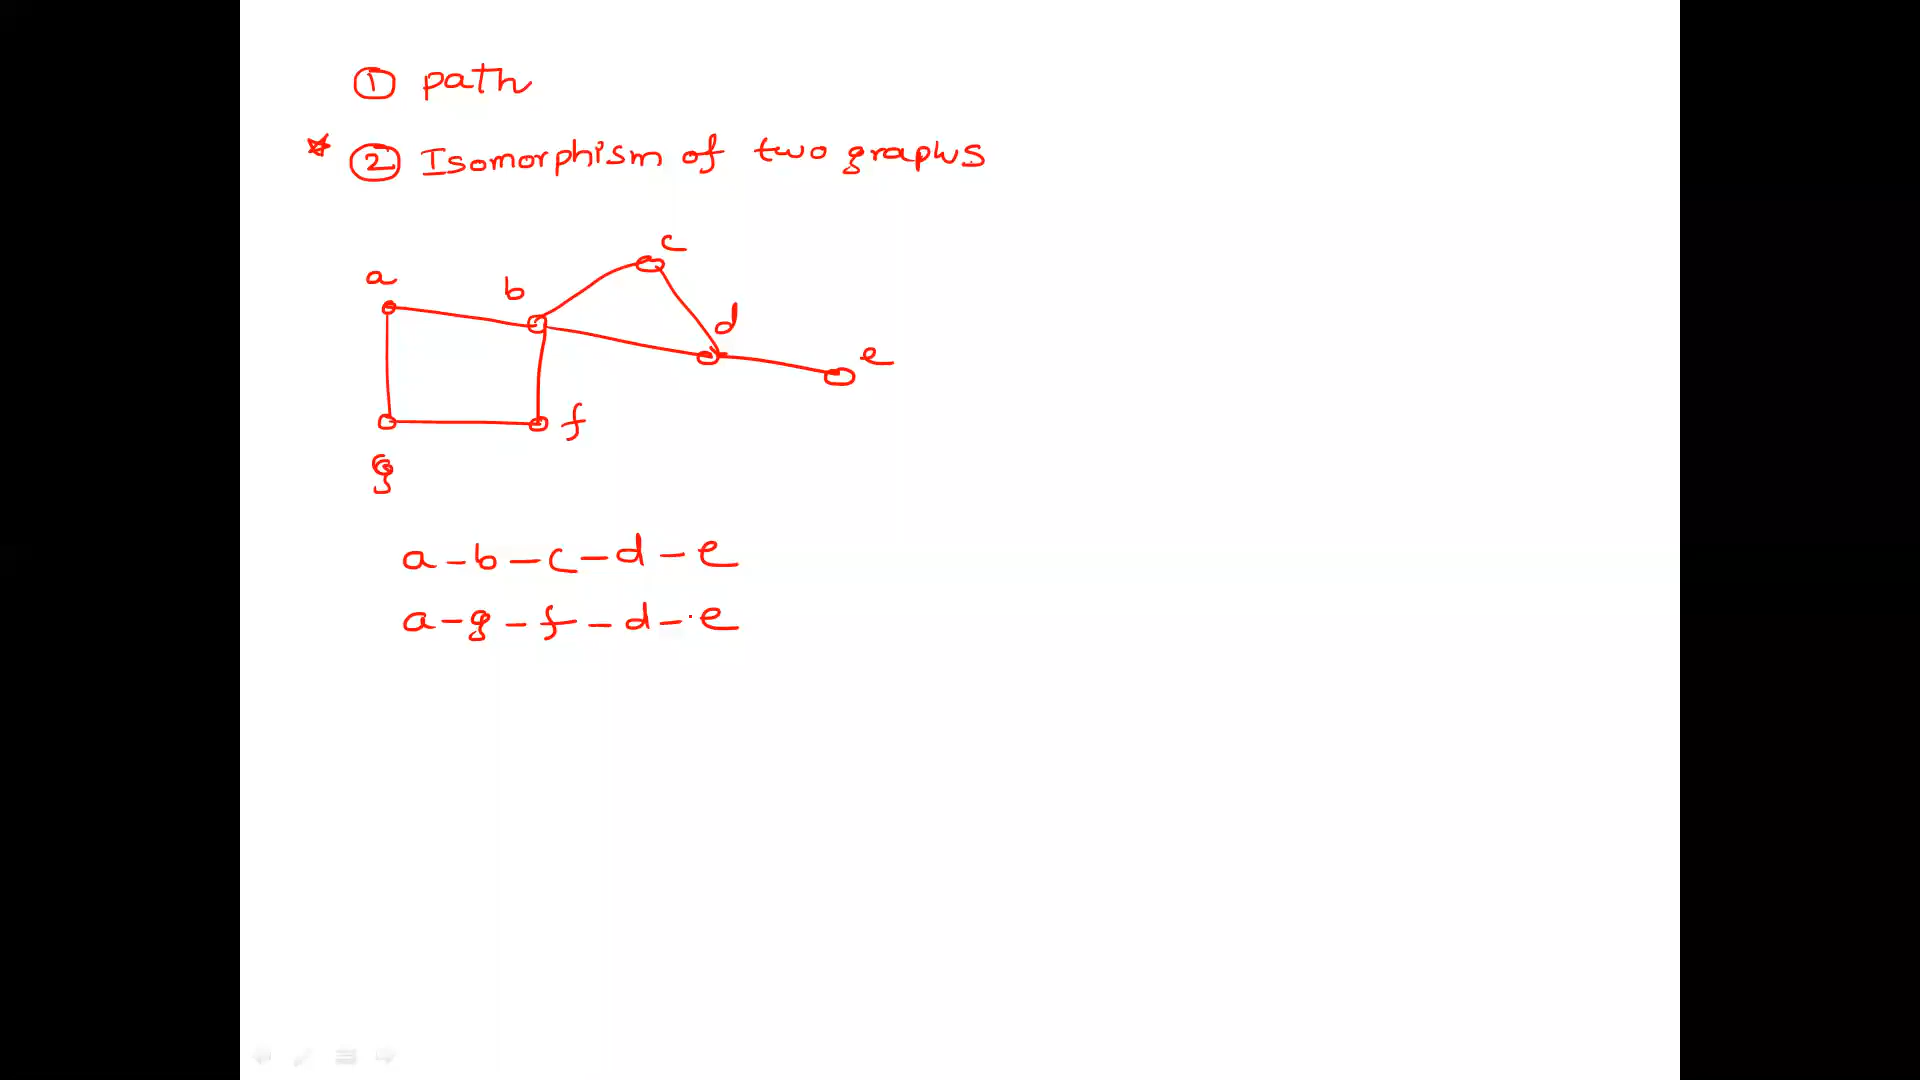 ① path
② Isomorphism of two graphs
c
a
b
d
e
f
g
a - b - c - d - e
a - g - f - d - e